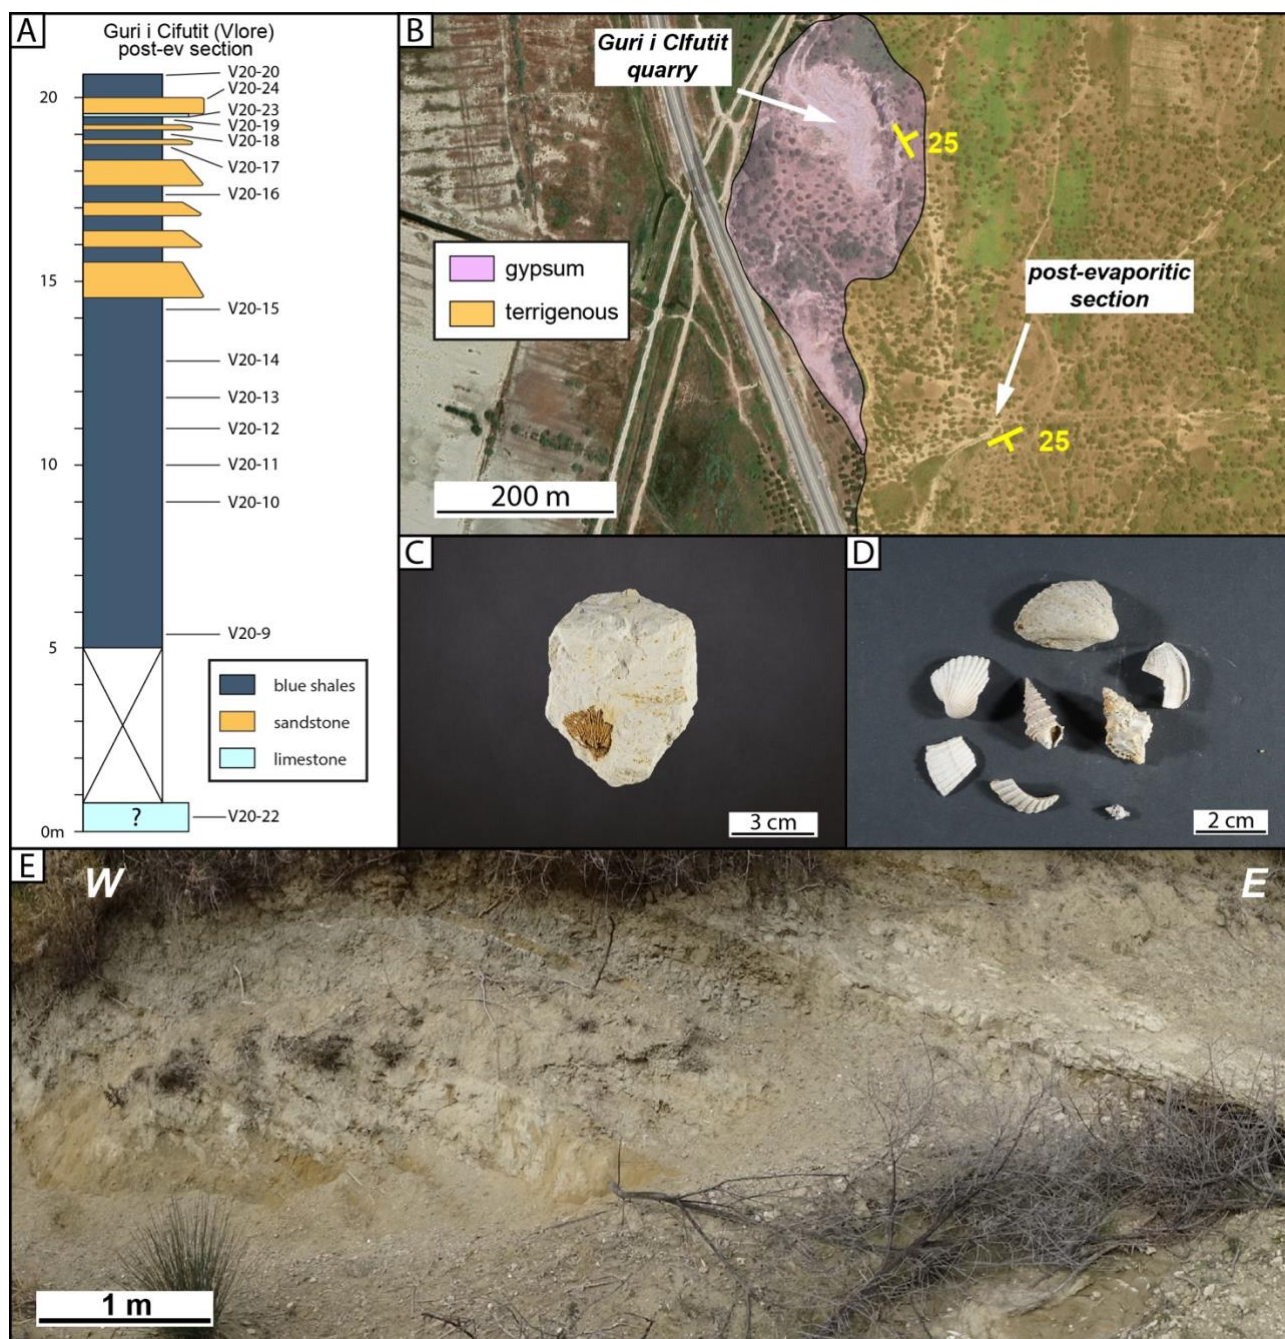 A
Guri i Cifutit (Vlore)
post-ev section
V20-20
20
V20-24
V20-23
V20-19
V20-18
V20-17
V20-16
15
V20-15
V20-14
V20-13
V20-12
10
V20-11
V20-10
V20-9
5
blue shales
sandstone
limestone
?
V20-22
0m
B
Guri i CIfutit
quarry
25
gypsum
terrigenous
post-evaporitic
section
25
200 m
C
3 cm
D
2 cm
E
W
E
1 m